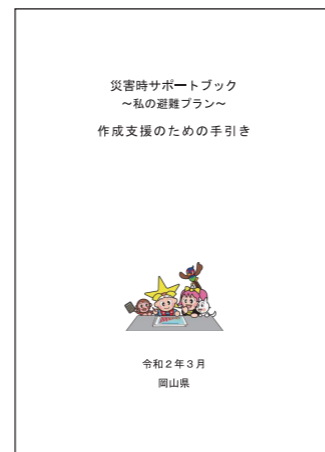 災害時サポートブック
～私の避難プラン～
作成支援のための手引き
令和２年３月
岡山県